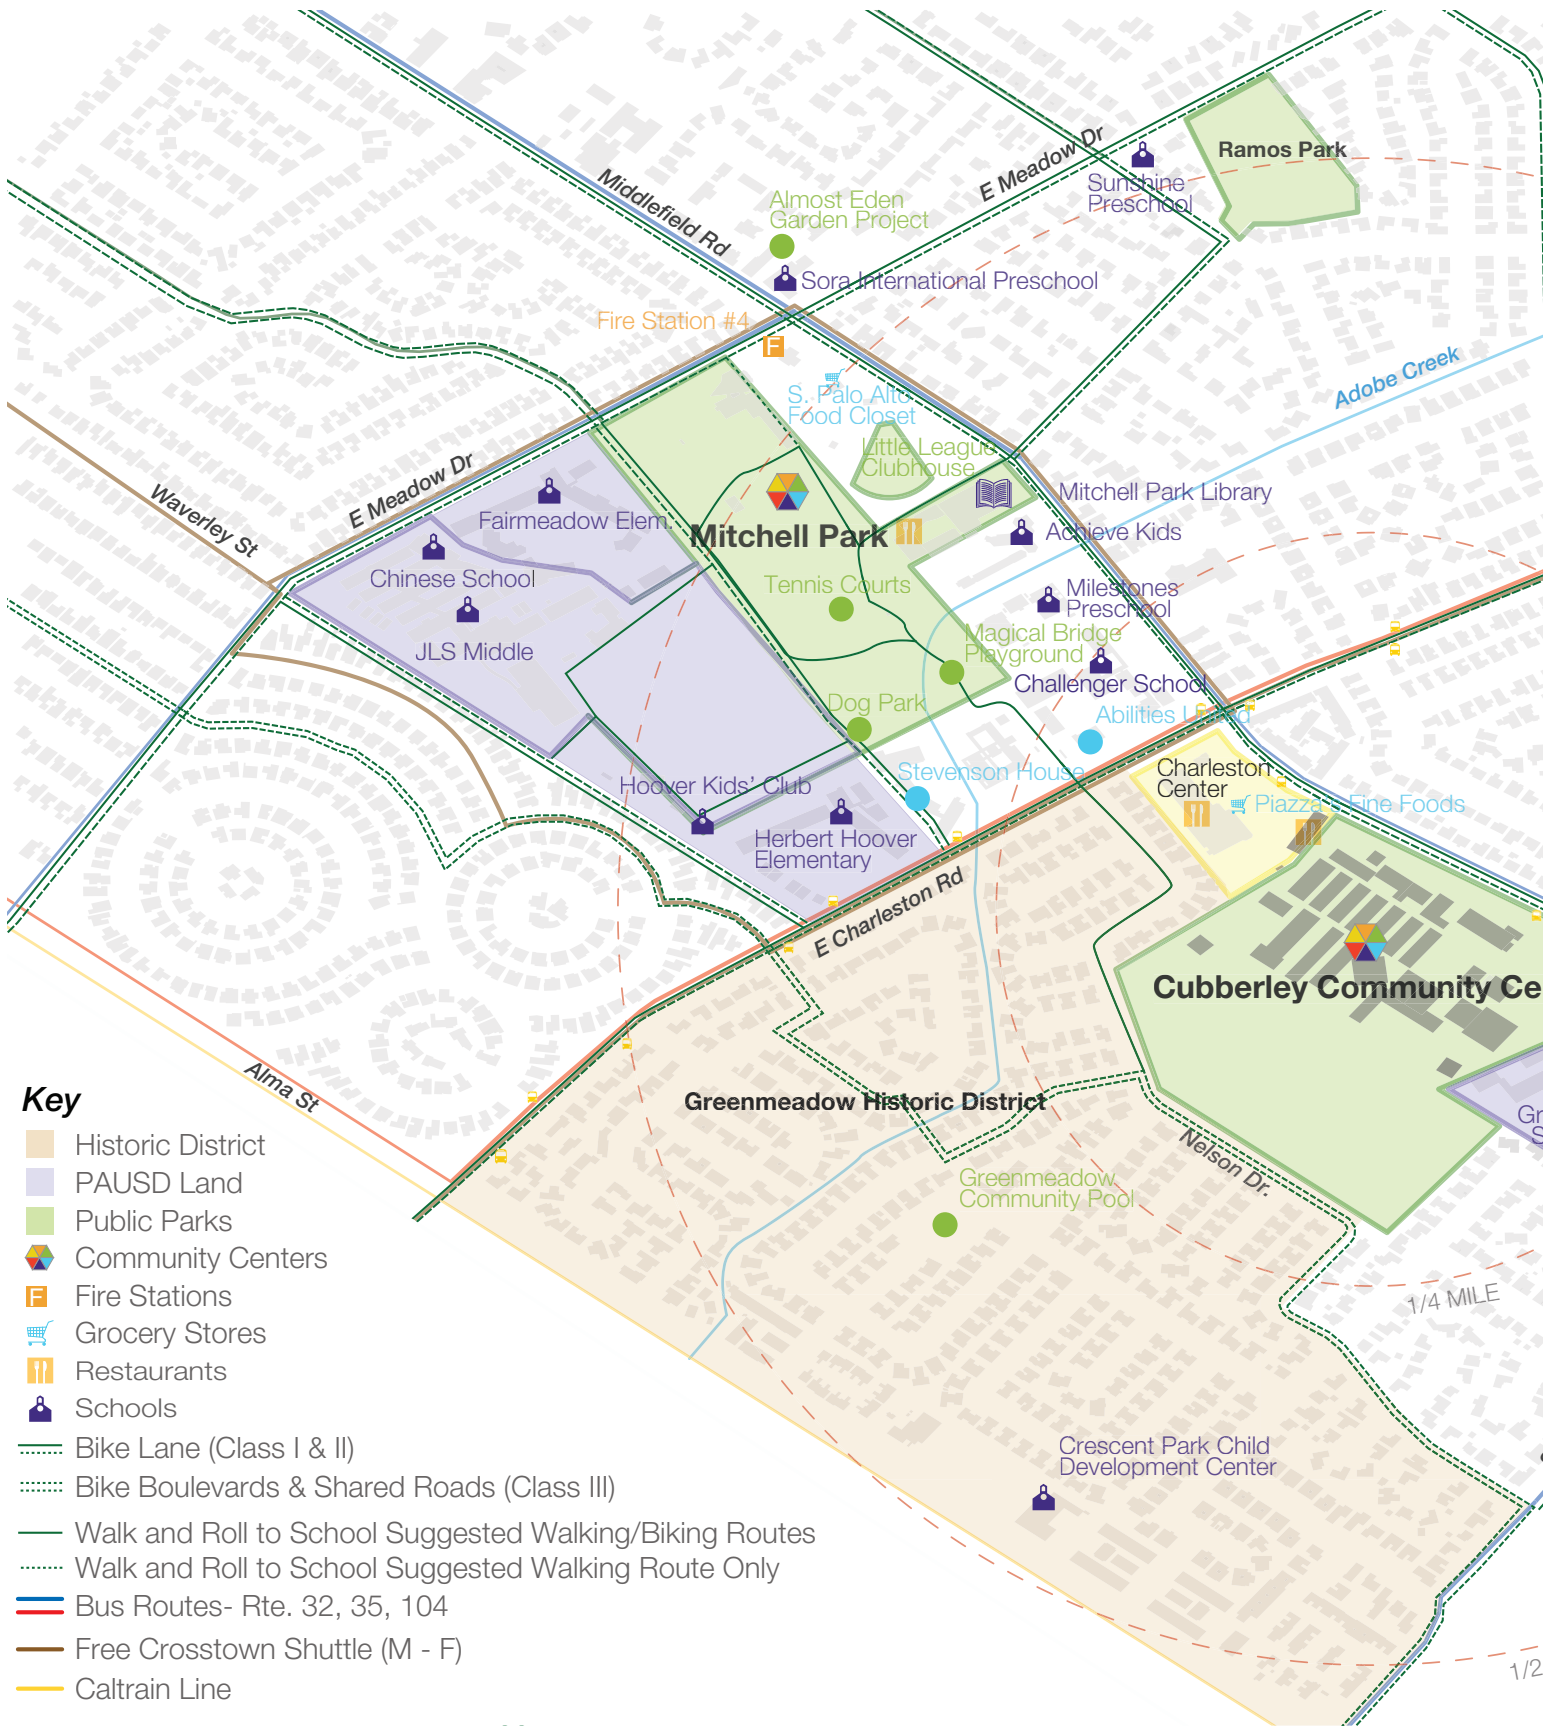 E Meadow Dr
Ramos Park
Sunshine
Preschool
Middlefield Rd
Almost Eden
Garden Project
Sora International Preschool
Fire Station #4
F
Adobe Creek
S. Palo Alto
Food Closet
Little League
Clubhouse
Waverley St
E Meadow Dr
Fairmeadow Elem.
Mitchell Park Library
Mitchell Park
Achieve Kids
Chinese School
Tennis Courts
Milestones
Preschool
JLS Middle
Magical Bridge
Playground
Challenger School
Dog Park
Abilities United
Stevenson House
Charleston
Center
Hoover Kids' Club
Piazza's Fine Foods
Herbert Hoover
Elementary
E Charleston Rd
Cubberley Community Ce
Alma St
Greenmeadow Historic District
Gr
S
Nelson Dr.
Greenmeadow
Community Pool
1/4 MILE
Crescent Park Child
Development Center
1/2
Key
Historic District
PAUSD Land
Public Parks
Community Centers
F
Fire Stations
Grocery Stores
Restaurants
Schools
Bike Lane (Class I & II)
Bike Boulevards & Shared Roads (Class III)
Walk and Roll to School Suggested Walking/Biking Routes
Walk and Roll to School Suggested Walking Route Only
Bus Routes- Rte. 32, 35, 104
Free Crosstown Shuttle (M - F)
Caltrain Line